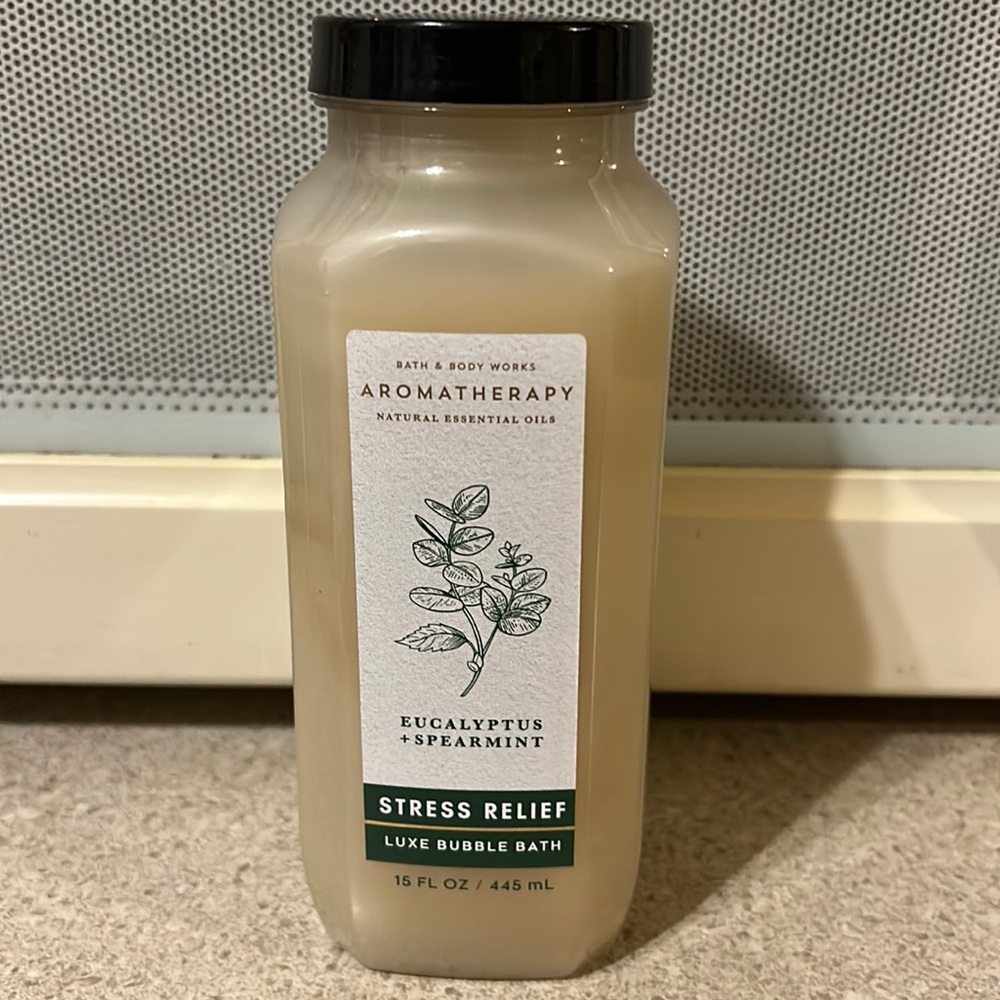 BATH & BODY WORKS
AROMATHERAPY
NATURAL ESSENTIAL OILS
EUCALYPTUS
+SPEARMINT
STRESS RELIEF
LUXE BUBBLE BATH
15 FL OZ / 445 mL